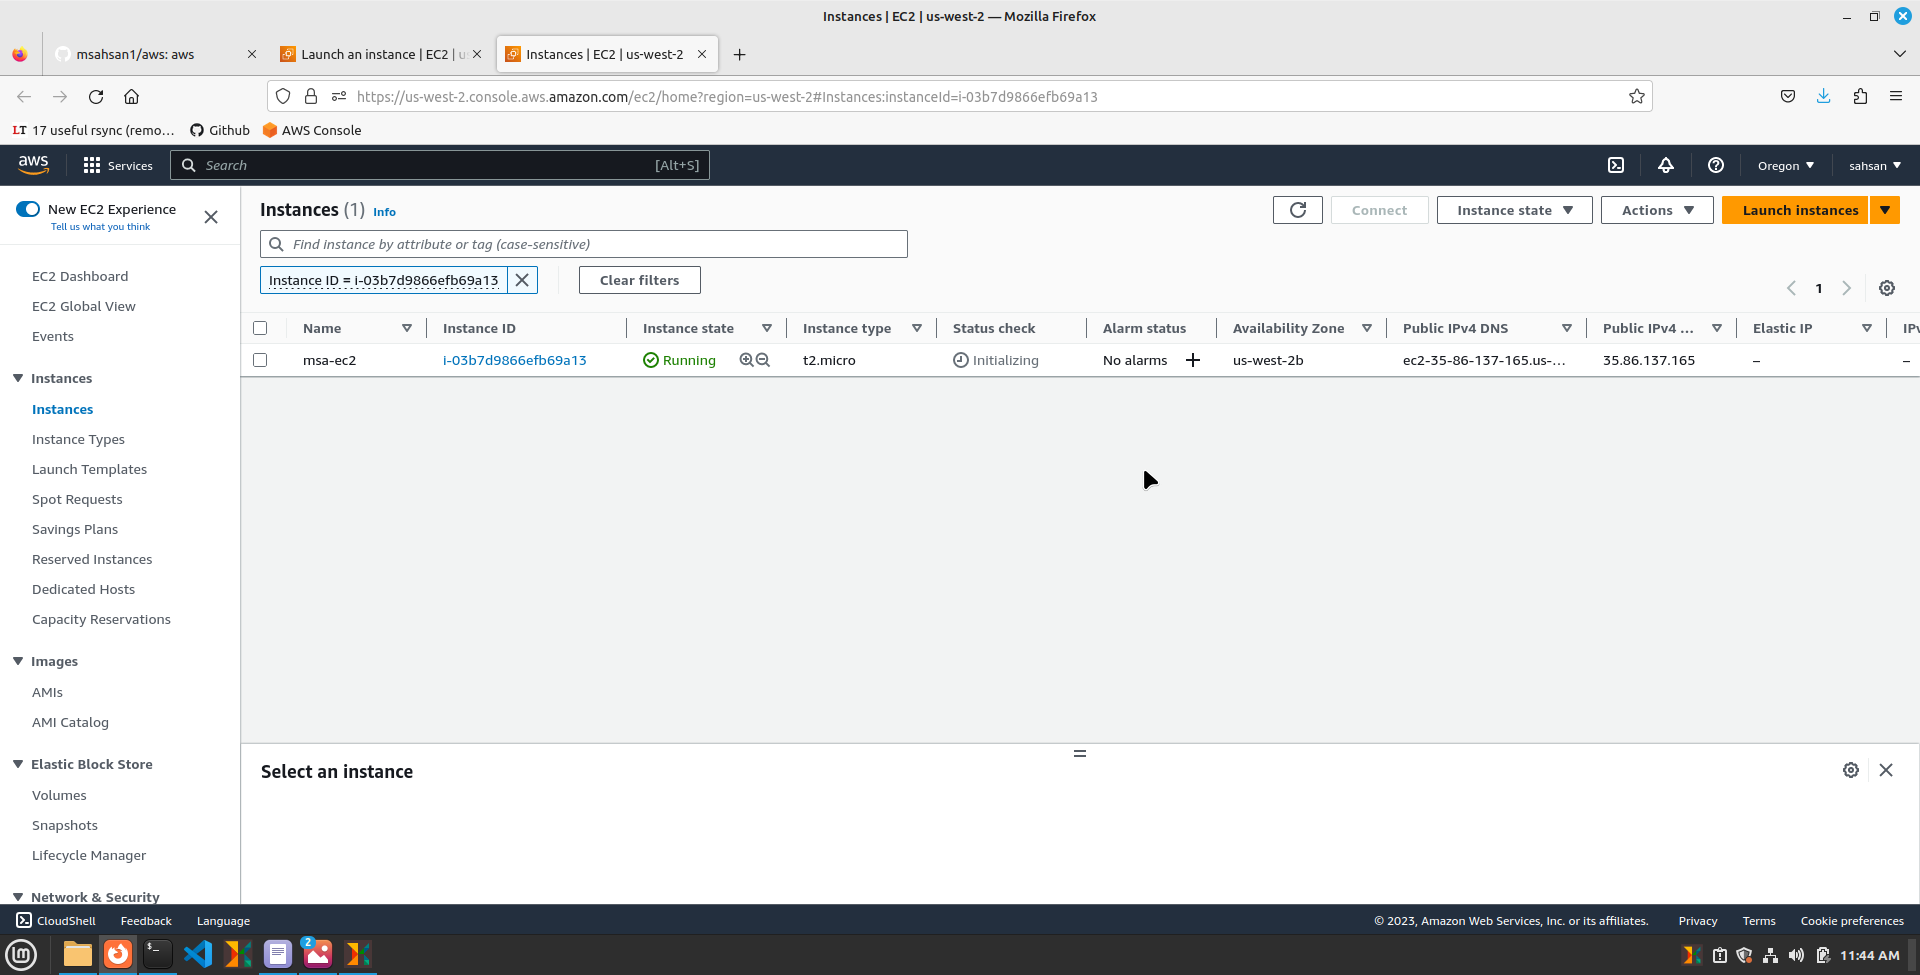 Instances | EC2 | us-west-2 — Mozilla Firefox
msahsan1/aws: aws
Launch an instance | EC2 | u
Instances | EC2 | us-west-2
https://us-west-2.console.aws.amazon.com/ec2/home?region=us-west-2#Instances:instanceId=i-03b7d9866efb69a13
LT 17 useful rsync (remo…
Github
AWS Console
aws
Services
Search
[Alt+S]
Oregon
sahsan
New EC2 Experience
Tell us what you think
EC2 Dashboard
EC2 Global View
Events
Instances
Instances
Instance Types
Launch Templates
Spot Requests
Savings Plans
Reserved Instances
Dedicated Hosts
Capacity Reservations
Images
AMIs
AMI Catalog
Elastic Block Store
Volumes
Snapshots
Lifecycle Manager
Network & Security
Instances (1) Info
Connect
Instance state
Actions
Launch instances
Find instance by attribute or tag (case-sensitive)
Instance ID = i-03b7d9866efb69a13
Clear filters
1
Name Instance ID Instance state Instance type Status check Alarm status Availability Zone Public IPv4 DNS Public IPv4 ... Elastic IP IPv
msa-ec2 i-03b7d9866efb69a13 Running t2.micro Initializing No alarms + us-west-2b ec2-35-86-137-165.us-… 35.86.137.165 – –
Select an instance
CloudShell
Feedback
Language
© 2023, Amazon Web Services, Inc. or its affiliates.
Privacy
Terms
Cookie preferences
2
11:44 AM